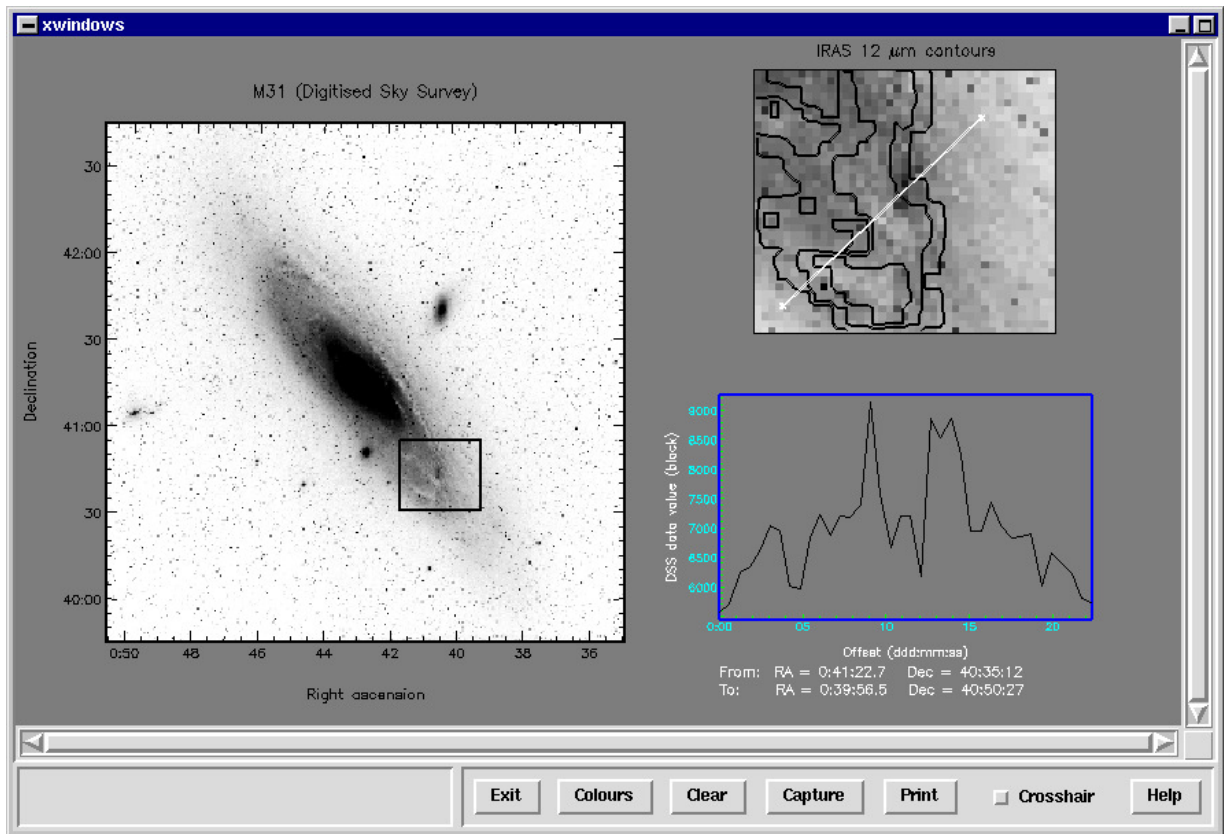 xwindows
M31 (Digitised Sky Survey)
Declination
30
42:00
30
41:00
30
40:00
0:50 48 46 44 42 40 38 36
Right ascension
IRAS 12 μm contours
DSS data value (black)
9000
8500
8000
7500
7000
6500
6000
0:00 05 10 15 20
Offset (ddd:mm:ss)
From: RA = 0:41:22.7 Dec = 40:35:12
To: RA = 0:39:56.5 Dec = 40:50:27
Exit Colours Clear Capture Print Crosshair Help